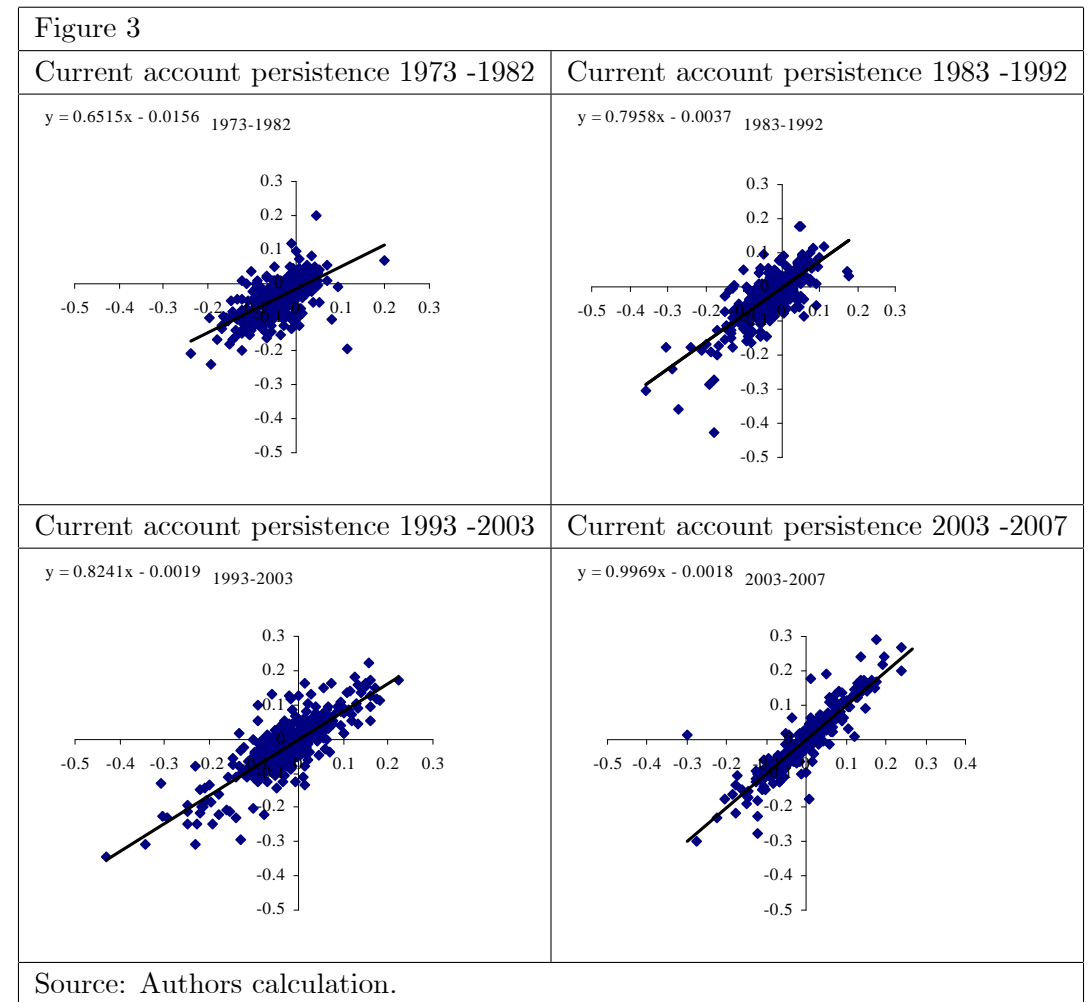 Figure 3
Current account persistence 1973 -1982
Current account persistence 1983 -1992
y = 0.6515x - 0.0156
1973-1982
0.3
0.2
0.1
0
-0.5 -0.4 -0.3 -0.2 0.1 0.2 0.3
-0.2
-0.3
-0.4
-0.5
y = 0.7958x - 0.0037
1983-1992
0.3
0.2
0.1
0
-0.5 -0.4 -0.3 -0.2 0.1 0.2 0.3
-0.2
-0.3
-0.4
-0.5
Current account persistence 1993 -2003
Current account persistence 2003 -2007
y = 0.8241x - 0.0019
1993-2003
0.3
0.2
0.1
0
-0.5 -0.4 -0.3 -0.2 0.1 0.2 0.3
-0.2
-0.3
-0.4
-0.5
y = 0.9969x - 0.0018
2003-2007
0.3
0.2
0.1
0
-0.5 -0.4 -0.3 -0.2 0.1 0.2 0.3 0.4
-0.2
-0.3
-0.4
-0.5
Source: Authors calculation.